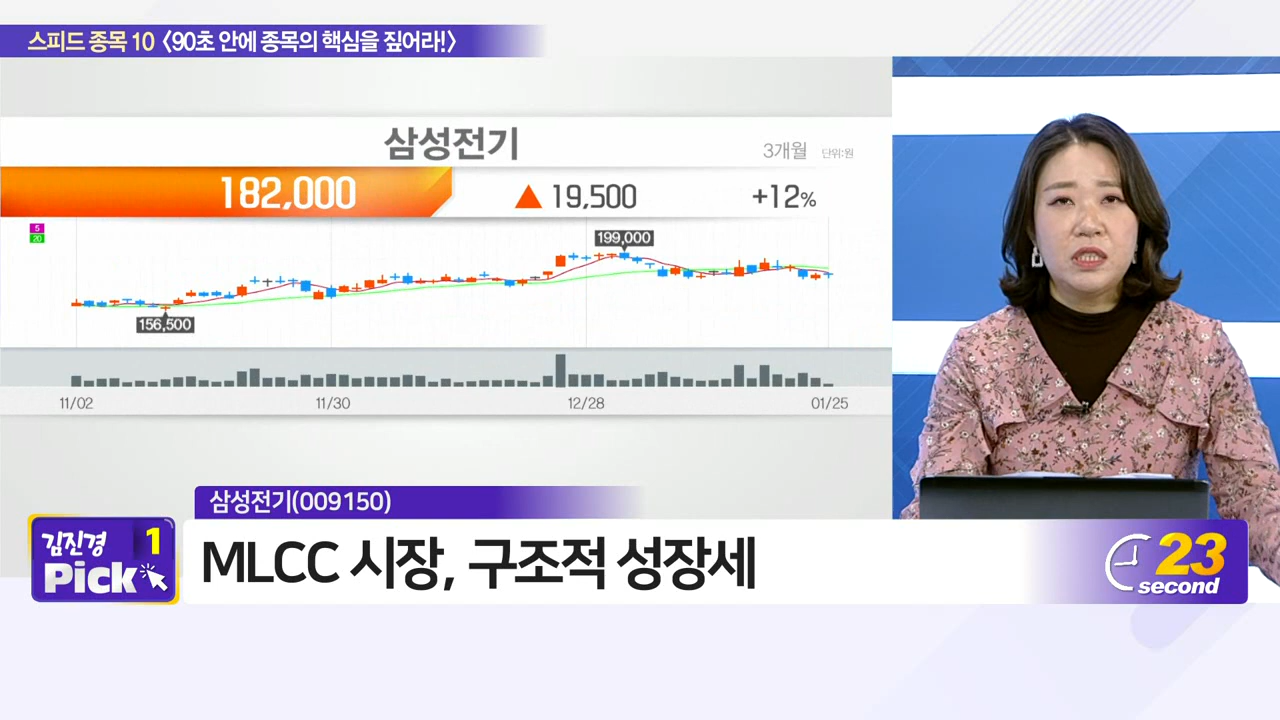 스피드 종목 10 〈90초 안에 종목의 핵심을 짚어라!〉
삼성전기
3개월 단위:원
182,000 ▲ 19,500 +12%
5
20
199,000
156,500
11/02 11/30 12/28 01/25
삼성전기(009150)
김진경 1
Pick
MLCC 시장, 구조적 성장세
23
second